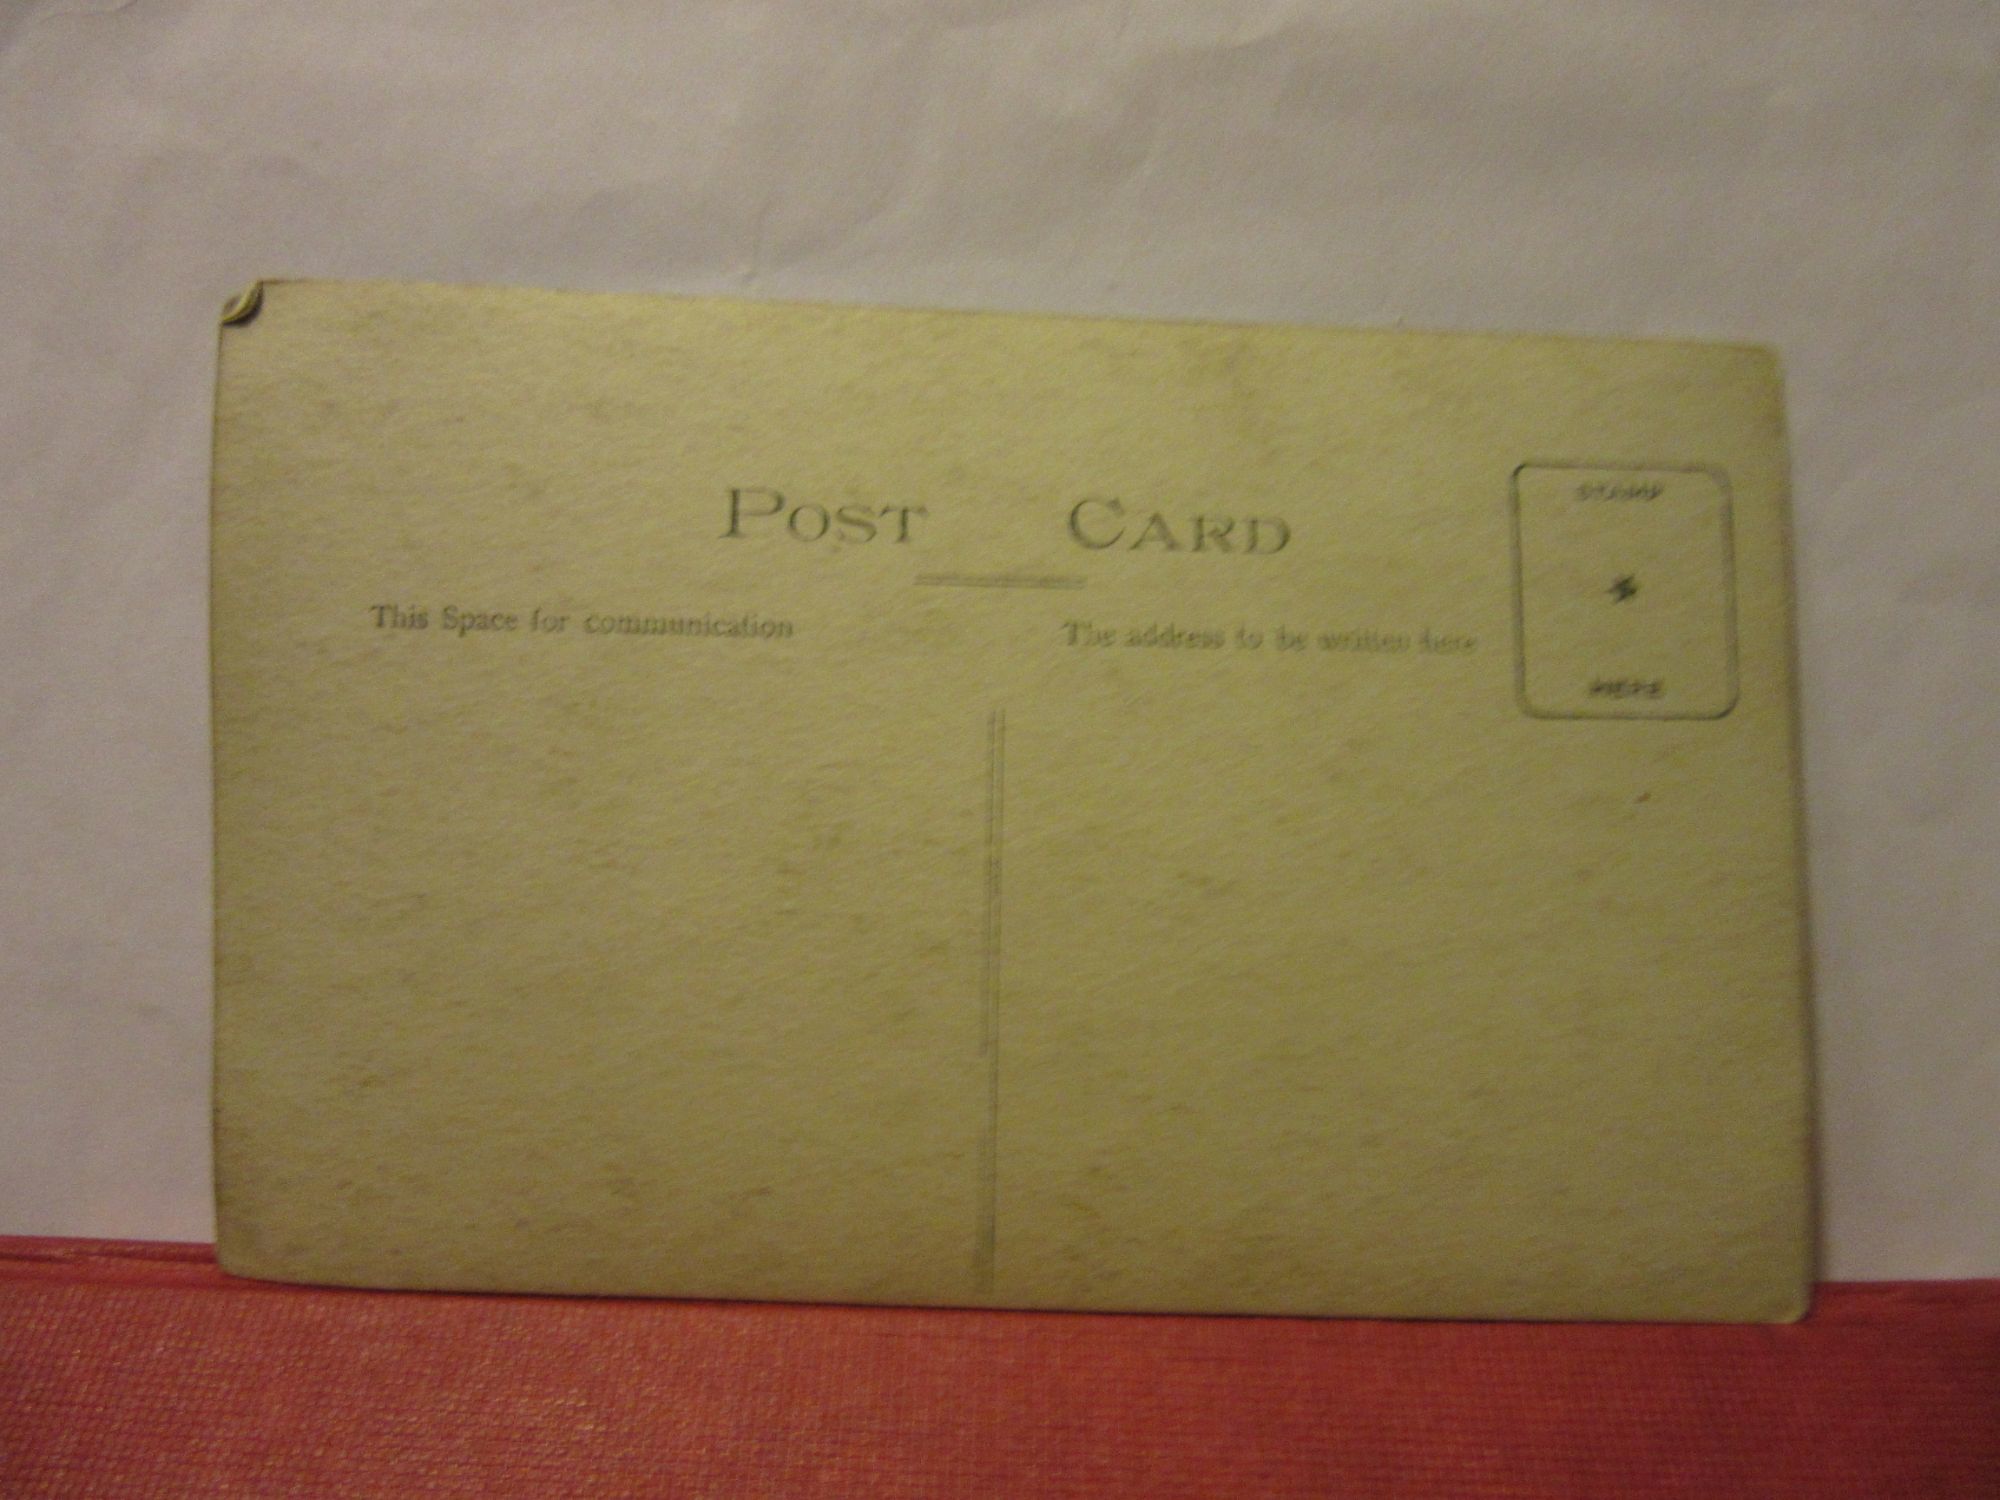 POST CARD
STAMP
HERE
This Space for communication
The address to be written here